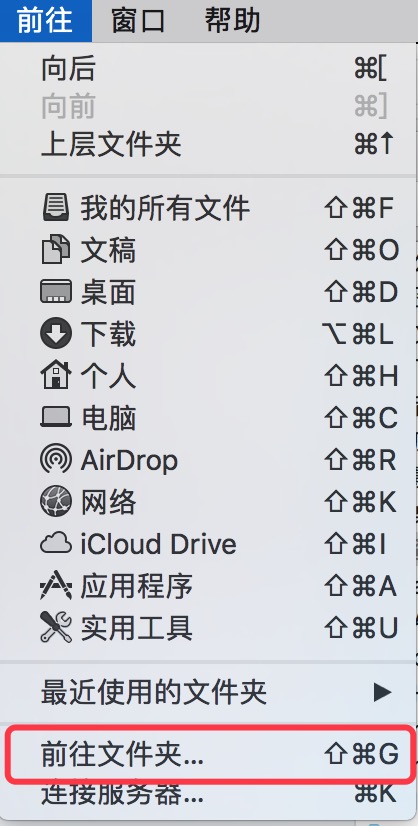 前往 窗口 帮助
向后 ⌘[
向前 ⌘]
上层文件夹 ⌘↑
我的所有文件 ⇧⌘F
文稿 ⇧⌘O
桌面 ⇧⌘D
下载 ⌥⌘L
个人 ⇧⌘H
电脑 ⇧⌘C
AirDrop ⇧⌘R
网络 ⇧⌘K
iCloud Drive ⇧⌘I
应用程序 ⇧⌘A
实用工具 ⇧⌘U
最近使用的文件夹 ▶
前往文件夹... ⇧⌘G
连接服务器... ⌘K